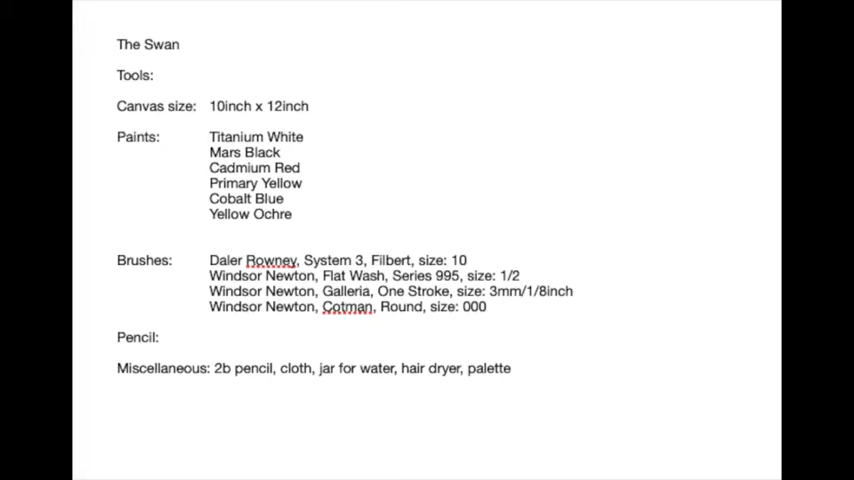 The Swan
Tools:
Canvas size: 10inch x 12inch
Paints: Titanium White
Mars Black
Cadmium Red
Primary Yellow
Cobalt Blue
Yellow Ochre
Brushes: Daler Rowney, System 3, Filbert, size: 10
Windsor Newton, Flat Wash, Series 995, size: 1/2
Windsor Newton, Galleria, One Stroke, size: 3mm/1/8inch
Windsor Newton, Cotman, Round, size: 000
Pencil:
Miscellaneous: 2b pencil, cloth, jar for water, hair dryer, palette